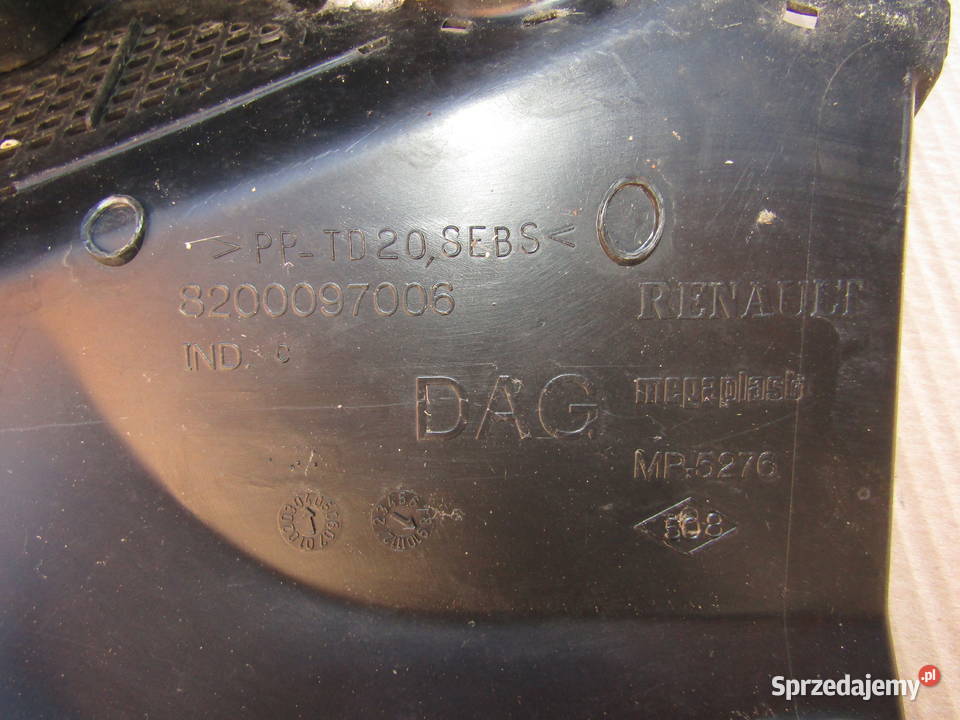 >PP-TD20,SEBS<
8200097006
RENAULT
IND. C
DAG
megaplast
MP-5276
Sprzedajemy.pl